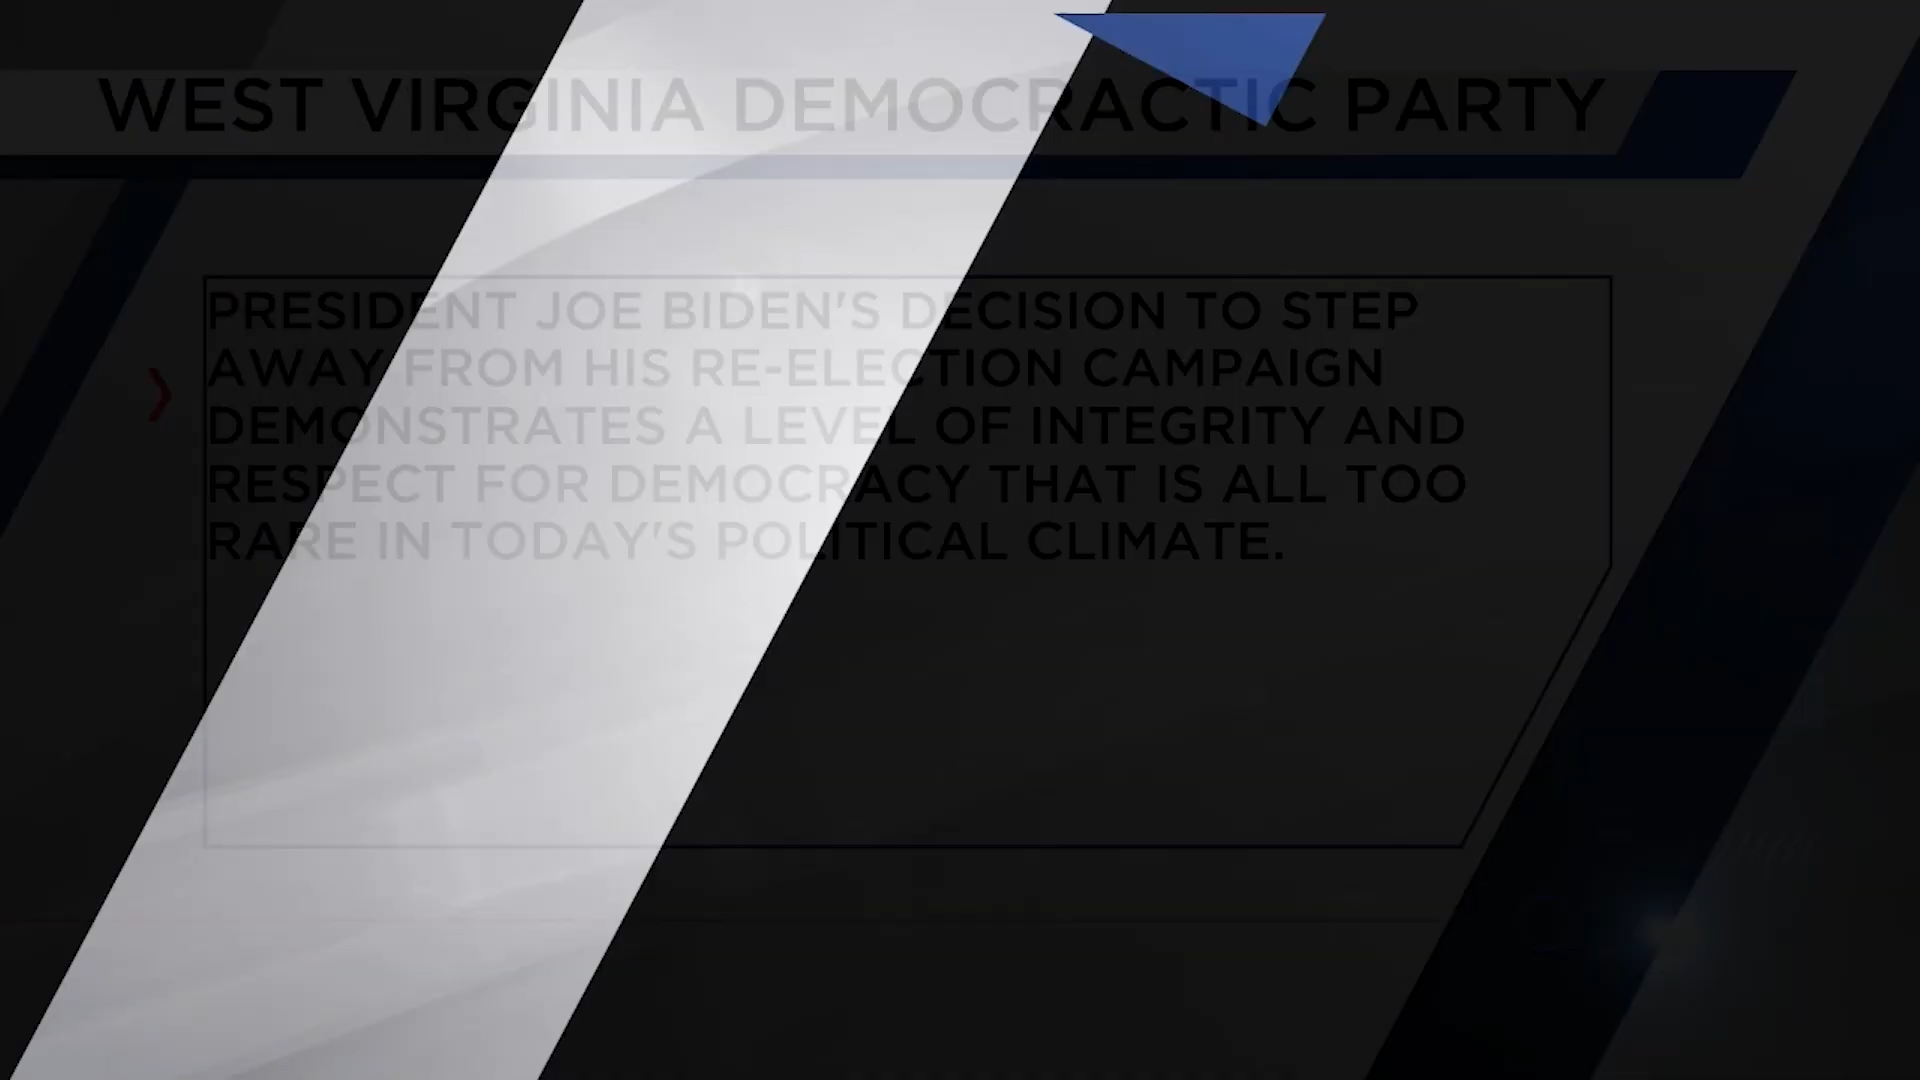 WEST VIRGINIA DEMOCRACTIC PARTY
PRESIDENT JOE BIDEN'S DECISION TO STEP
AWAY FROM HIS RE-ELECTION CAMPAIGN
DEMONSTRATES A LEVEL OF INTEGRITY AND
RESPECT FOR DEMOCRACY THAT IS ALL TOO
RARE IN TODAY'S POLITICAL CLIMATE.